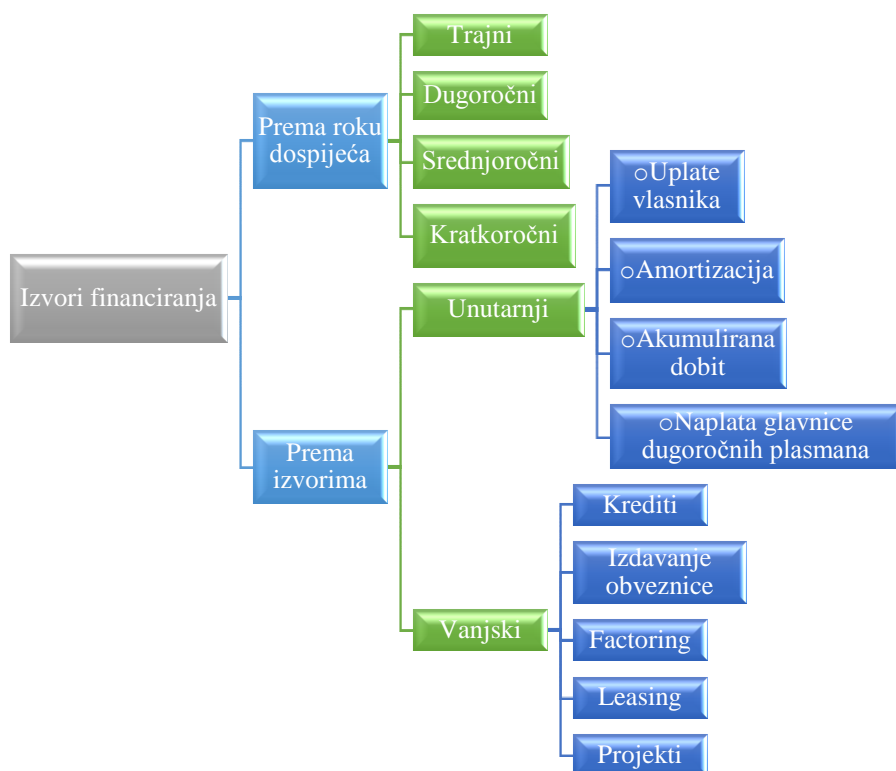 Izvori financiranja
Prema roku
dospijeća
Trajni
Dugoročni
Srednjoročni
Kratkoročni
Prema
izvorima
Unutarnji
oUplate
vlasnika
oAmortizacija
oAkumulirana
dobit
oNaplata glavnice
dugoročnih plasmana
Vanjski
Krediti
Izdavanje
obveznice
Factoring
Leasing
Projekti